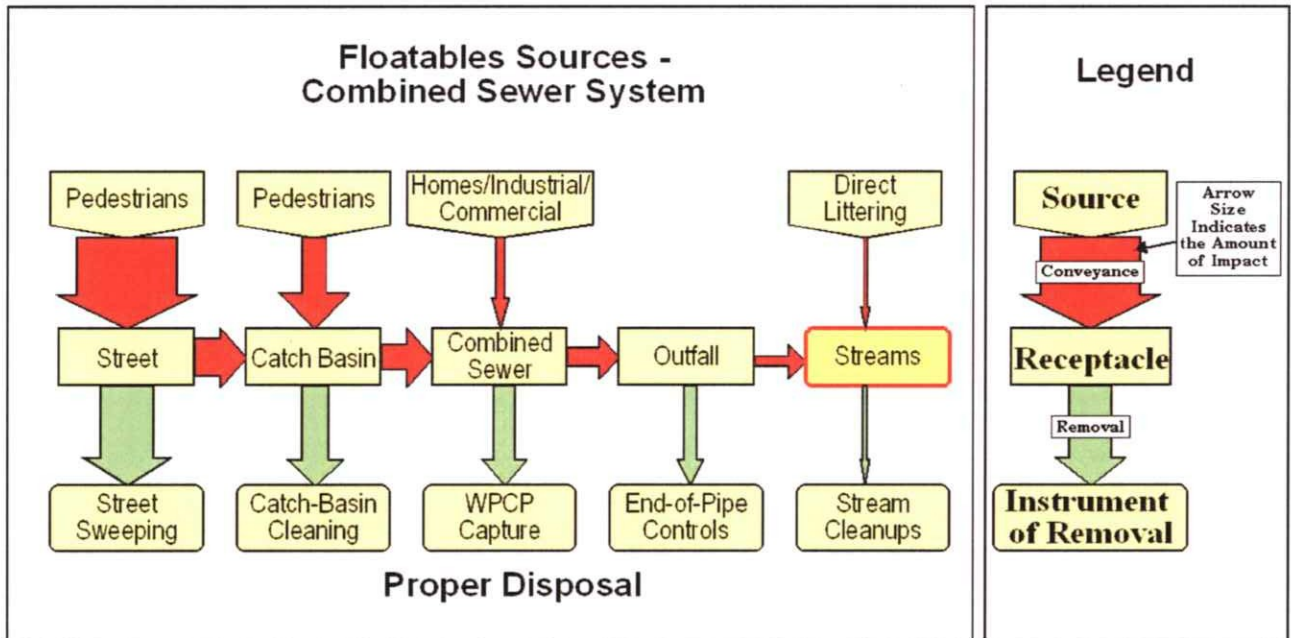 Floatables Sources -
Combined Sewer System
Pedestrians
Pedestrians
Homes/Industrial/
Commercial
Direct
Littering
Street
Catch Basin
Combined
Sewer
Outfall
Streams
Street
Sweeping
Catch-Basin
Cleaning
WPCP
Capture
End-of-Pipe
Controls
Stream
Cleanups
Proper Disposal
Legend
Source
Arrow
Size
Indicates
the Amount
of Impact
Conveyance
Receptacle
Removal
Instrument
of Removal